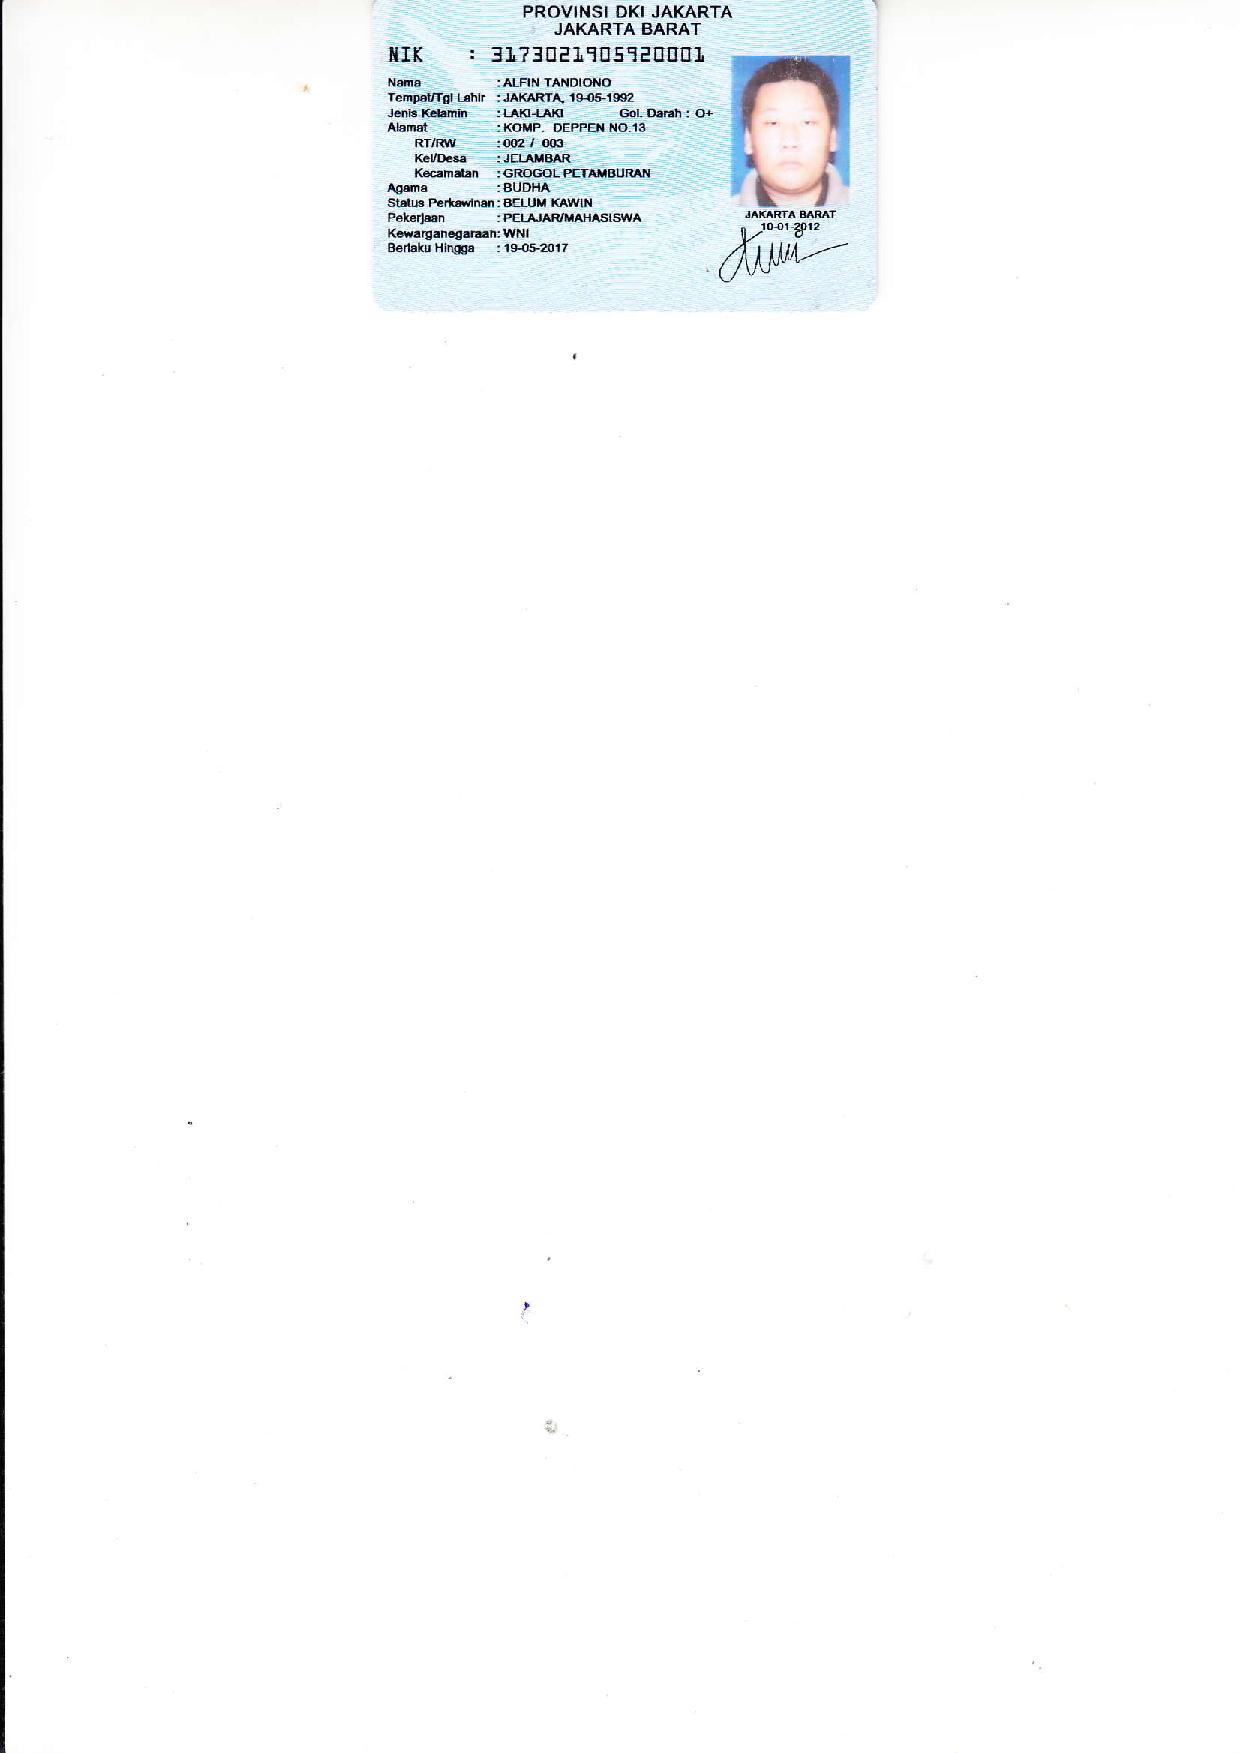 PROVINSI DKI JAKARTA
JAKARTA BARAT
NIK : 3173021905920001
Nama : ALFIN TANDIONO
Tempat/Tgl Lahir : JAKARTA, 19-05-1992
Jenis Kelamin : LAKI-LAKI Gol. Darah : O+
Alamat : KOMP. DEPPEN NO.13
RT/RW : 002 / 003
Kel/Desa : JELAMBAR
Kecamatan : GROGOL PETAMBURAN
Agama : BUDHA
Status Perkawinan : BELUM KAWIN
Pekerjaan : PELAJAR/MAHASISWA
Kewarganegaraan : WNI
Berlaku Hingga : 19-05-2017
JAKARTA BARAT
10-01-2012